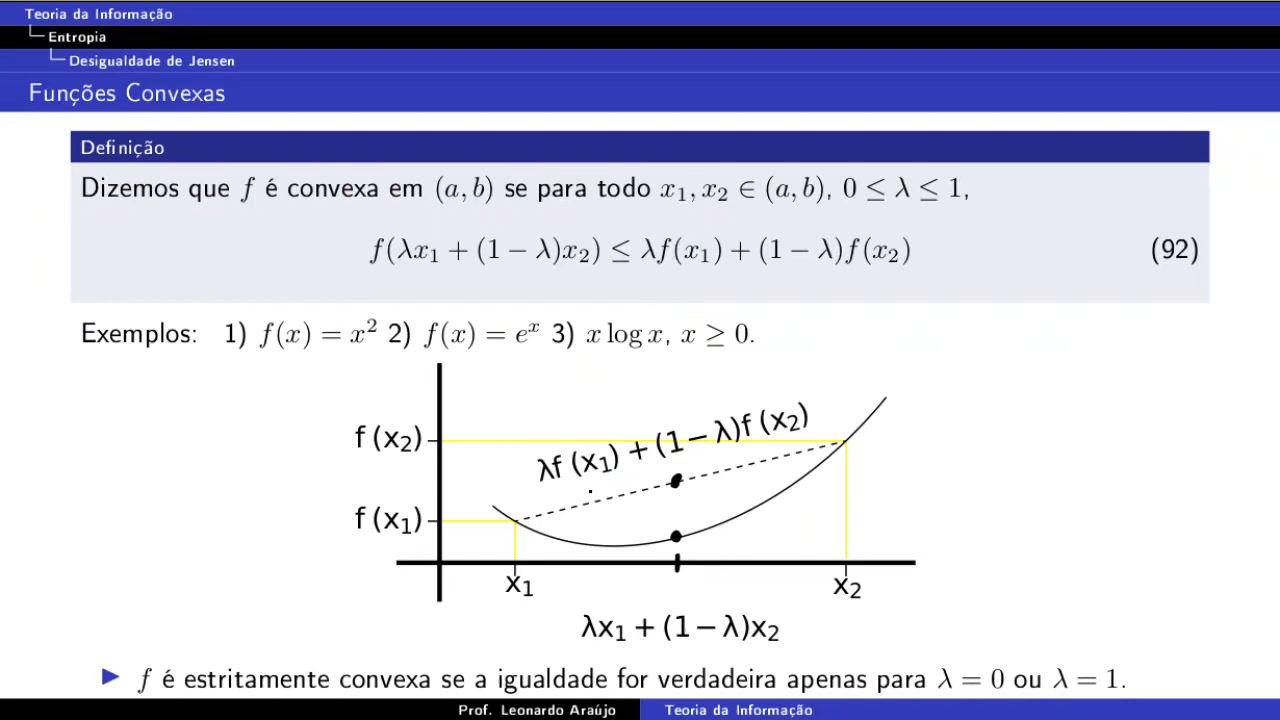 Teoria da Informação
Entropia
Desigualdade de Jensen
Funções Convexas
Definição
Dizemos que f é convexa em (a, b) se para todo x₁, x₂ ∈ (a, b), 0 ≤ λ ≤ 1,
f(λx₁ + (1 − λ)x₂) ≤ λf(x₁) + (1 − λ)f(x₂) (92)
Exemplos: 1) f(x) = x² 2) f(x) = eˣ 3) x log x, x ≥ 0.
λf (x₁) + (1 − λ)f (x₂)
f (x₂)
f (x₁)
x₁ x₂
λx₁ + (1 − λ)x₂
f é estritamente convexa se a igualdade for verdadeira apenas para λ = 0 ou λ = 1.
Prof. Leonardo Araújo Teoria da Informação